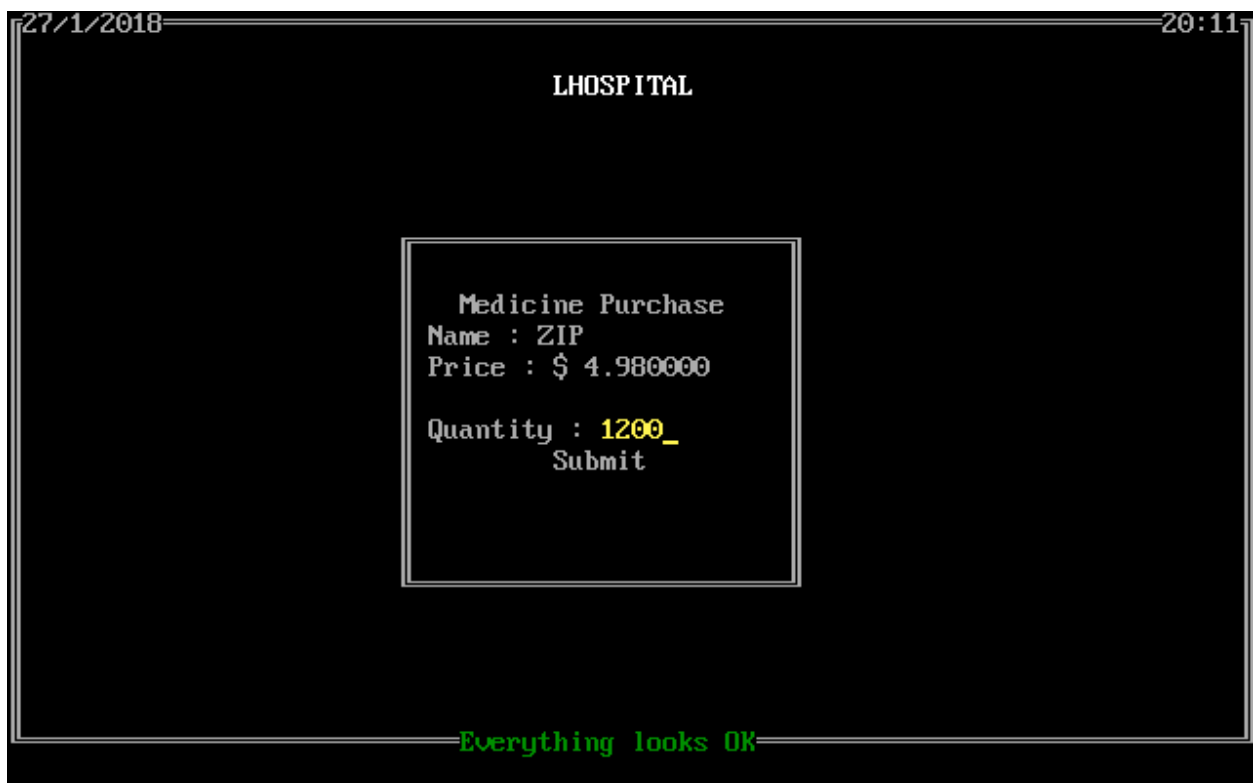 27/1/2018 20:11
LHOSPITAL
Medicine Purchase
Name : ZIP
Price : $ 4.980000
Quantity : 1200_
Submit
Everything looks OK